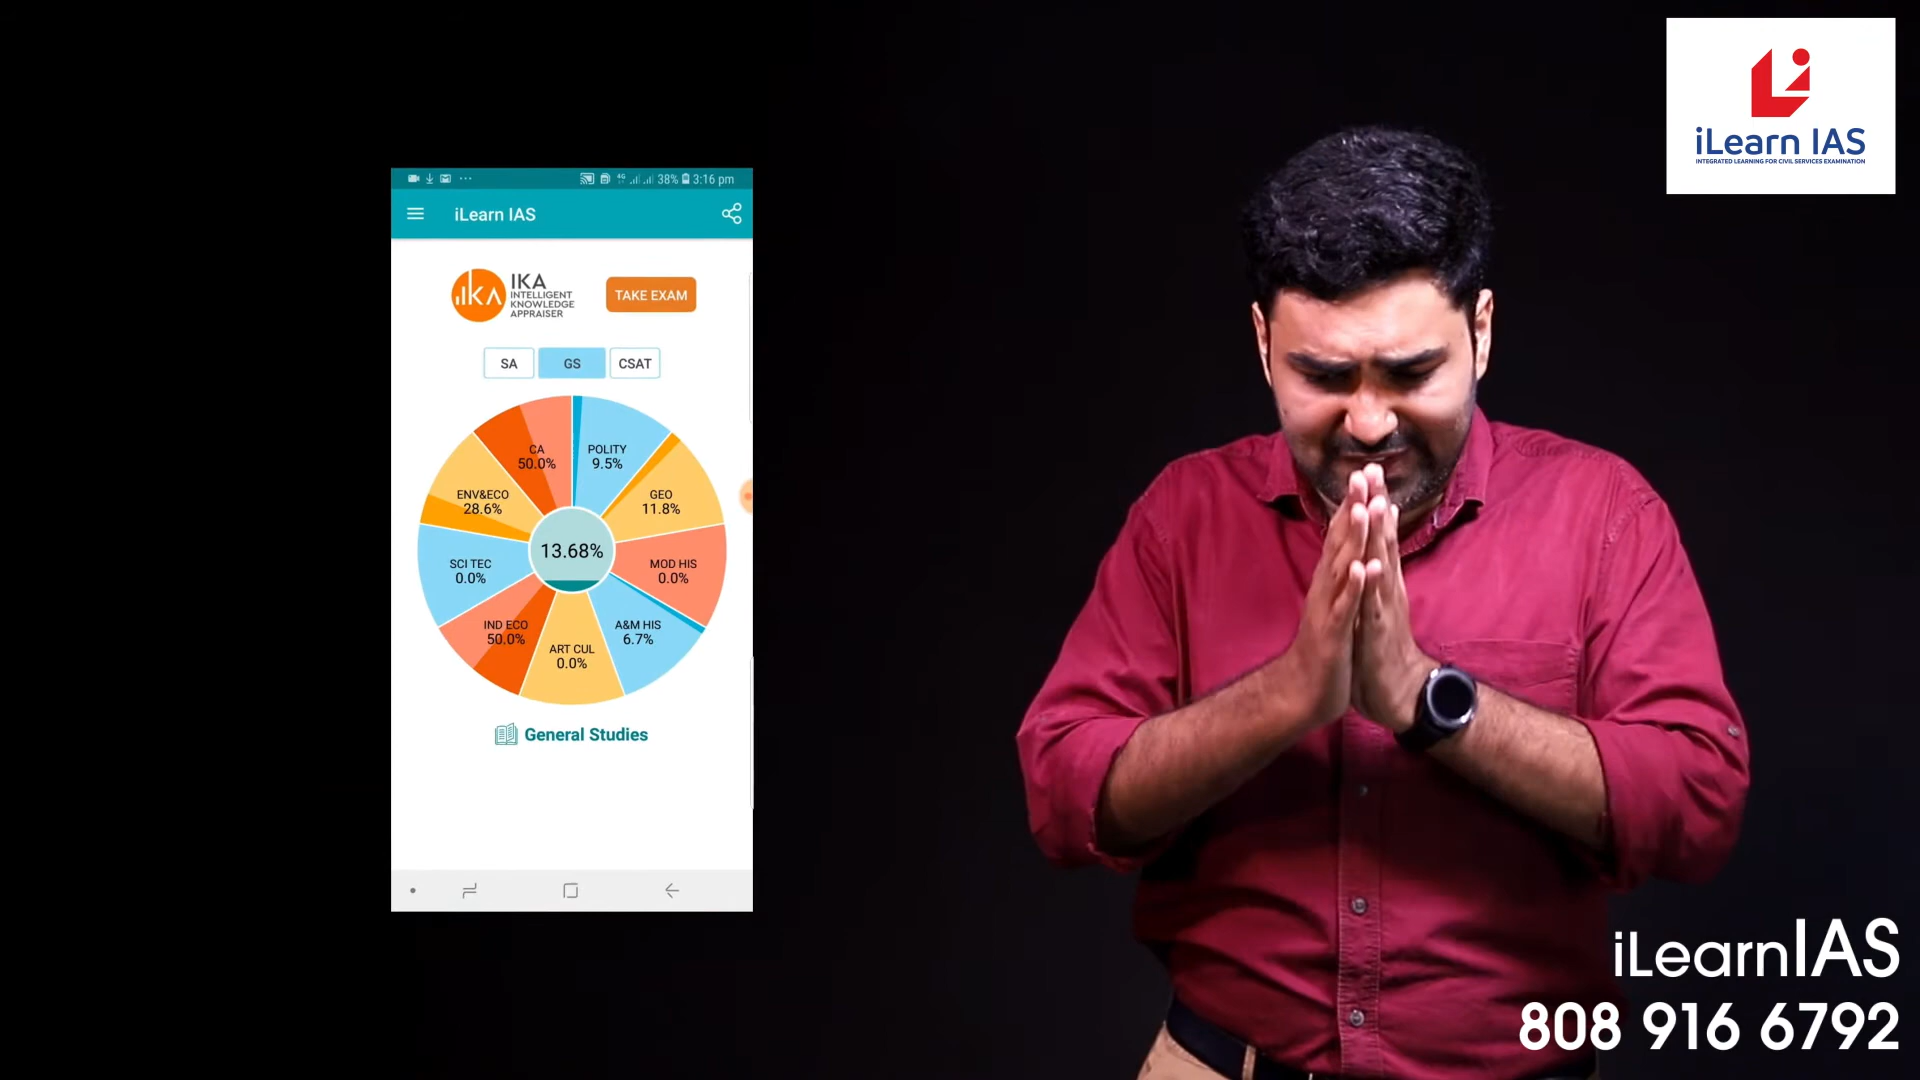 38% 3:16 pm
iLearn IAS
iKA
IKA
INTELLIGENT
KNOWLEDGE
APPRAISER
TAKE EXAM
SA GS CSAT
CA
50.0%
POLITY
9.5%
ENV&ECO
28.6%
GEO
11.8%
13.68%
SCI TEC
0.0%
MOD HIS
0.0%
IND ECO
50.0%
A&M HIS
6.7%
ART CUL
0.0%
General Studies
iLearn IAS
INTEGRATED LEARNING FOR CIVIL SERVICES EXAMINATION
iLearnIAS
808 916 6792